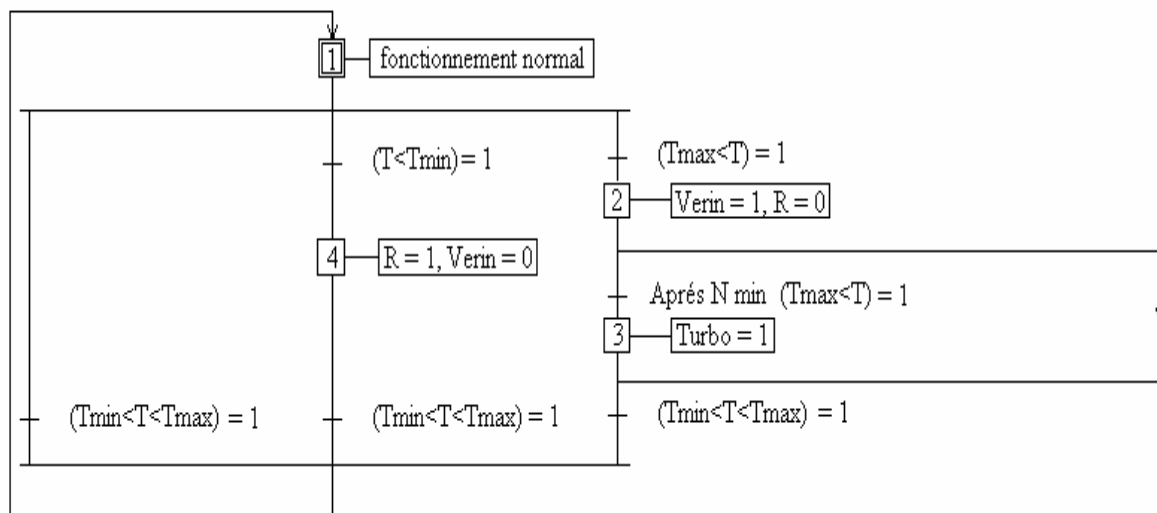 1
fonctionnement normal
(T<Tmin) = 1
(Tmax<T) = 1
2
Verin = 1, R = 0
4
R = 1, Verin = 0
Aprés N min (Tmax<T) = 1
3
Turbo = 1
(Tmin<T<Tmax) = 1
(Tmin<T<Tmax) = 1
(Tmin<T<Tmax) = 1